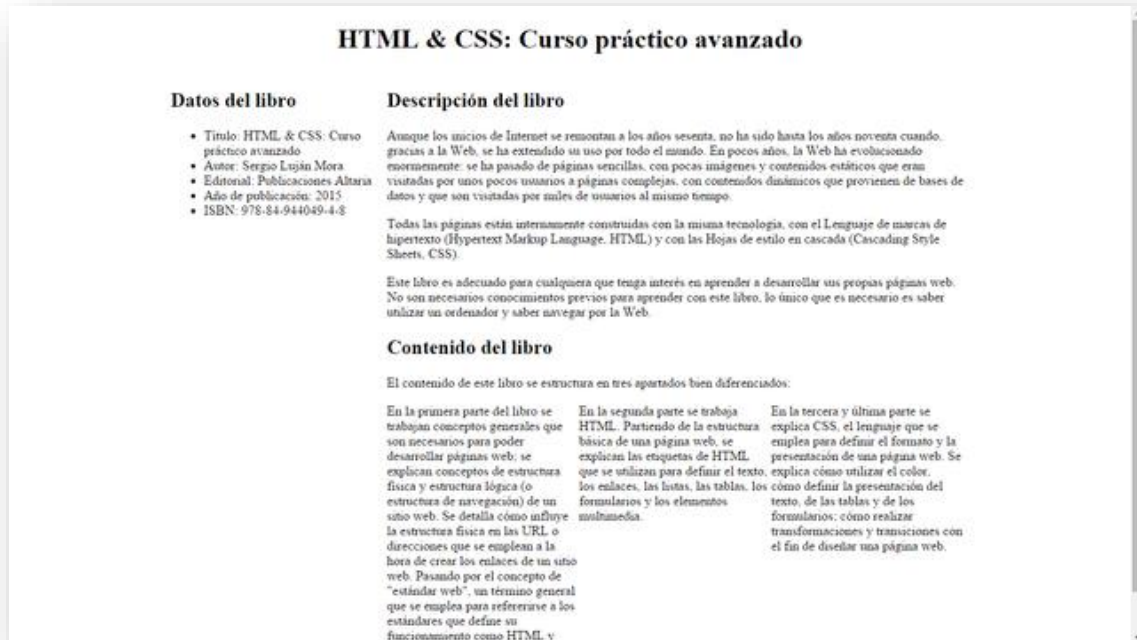 HTML & CSS: Curso práctico avanzado
Datos del libro
Título: HTML & CSS: Curso
práctico avanzado
Autor: Sergio Luján Mora
Editorial: Publicaciones Altaria
Año de publicación: 2015
ISBN: 978-84-944049-4-8
Descripción del libro
Aunque los inicios de Internet se remontan a los años sesenta, no ha sido hasta los años noventa cuando,
gracias a la Web, se ha extendido su uso por todo el mundo. En pocos años, la Web ha evolucionado
enormemente: se ha pasado de páginas sencillas, con pocas imágenes y contenidos estáticos que eran
visitadas por unos pocos usuarios a páginas complejas, con contenidos dinámicos que provienen de bases de
datos y que son visitadas por miles de usuarios al mismo tiempo.
Todas las páginas están internamente construidas con la misma tecnología, con el Lenguaje de marcas de
hipertexto (Hypertext Markup Language, HTML) y con las Hojas de estilo en cascada (Cascading Style
Sheets, CSS).
Este libro es adecuado para cualquiera que tenga interés en aprender a desarrollar sus propias páginas web.
No son necesarios conocimientos previos para aprender con este libro, lo único que es necesario es saber
utilizar un ordenador y saber navegar por la Web.
Contenido del libro
El contenido de este libro se estructura en tres apartados bien diferenciados:
En la primera parte del libro se
trabajan conceptos generales que
son necesarios para poder
desarrollar páginas web: se
explican conceptos de estructura
física y estructura lógica (o
estructura de navegación) de un
sitio web. Se detalla cómo influye
la estructura física en las URL o
direcciones que se emplean a la
hora de crear los enlaces de un sitio
web. Pasando por el concepto de
"estándar web", un término general
que se emplea para referirse a los
estándares que define su
funcionamiento como HTML y
En la segunda parte se trabaja
HTML. Partiendo de la estructura
básica de una página web, se
explican las etiquetas de HTML
que se utilizan para definir el texto,
los enlaces, las listas, las tablas, los
formularios y los elementos
multimedia.
En la tercera y última parte se
explica CSS, el lenguaje que se
emplea para definir el formato y la
presentación de una página web. Se
explica cómo utilizar el color,
cómo definir la presentación del
texto, de las tablas y de los
formularios; cómo realizar
transformaciones y transiciones con
el fin de diseñar una página web.